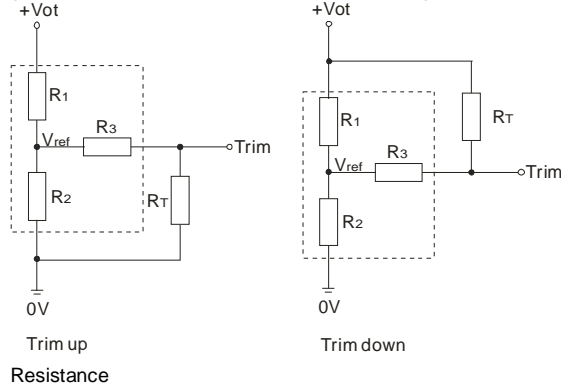 +Vot
+Vot
R1
R1
RT
Vref
R3
Trim
Vref
R3
Trim
R2
RT
R2
0V
0V
Trim up
Trim down
Resistance